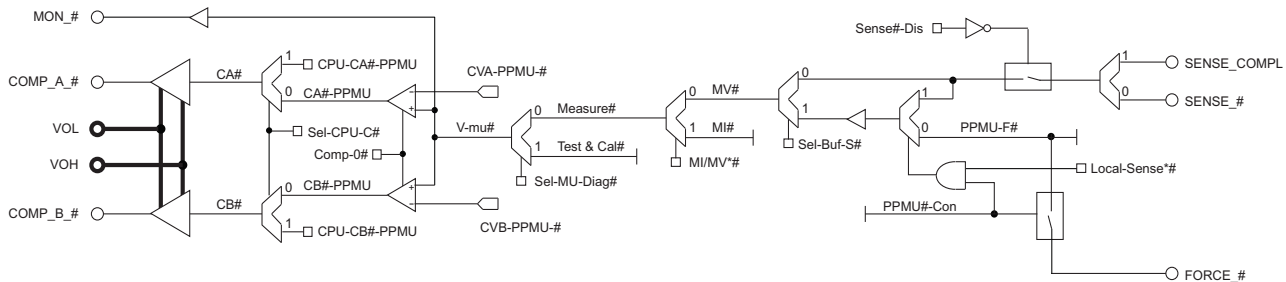 MON_#
Sense#-Dis
1
CPU-CA#-PPMU
CVA-PPMU-#
0
1
SENSE_COMPL
COMP_A_#
CA#
0
CA#-PPMU
−
+
0
MV#
1
0
SENSE_#
VOL
Sel-CPU-C#
V-mu#
0
Measure#
1
0
PPMU-F#
Comp-0#
1
Test & Cal#
1
MI#
Sel-Buf-S#
VOH
MI/MV*#
Local-Sense*#
Sel-MU-Diag#
0
CB#-PPMU
+
−
COMP_B_#
CB#
PPMU#-Con
1
CPU-CB#-PPMU
CVB-PPMU-#
FORCE_#